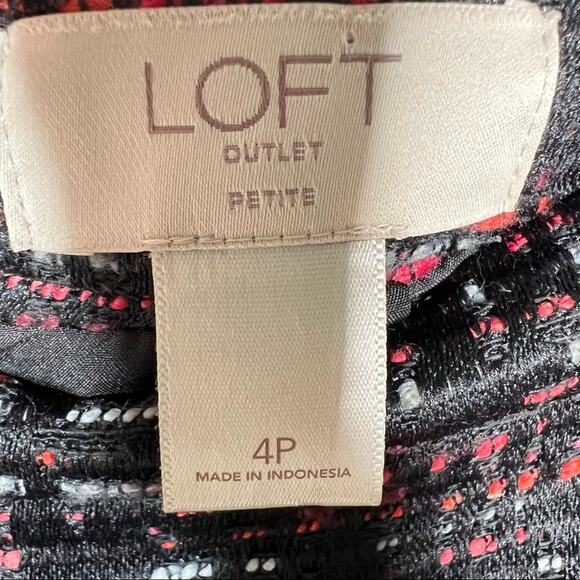 LOFT
OUTLET
PETITE
4P
MADE IN INDONESIA